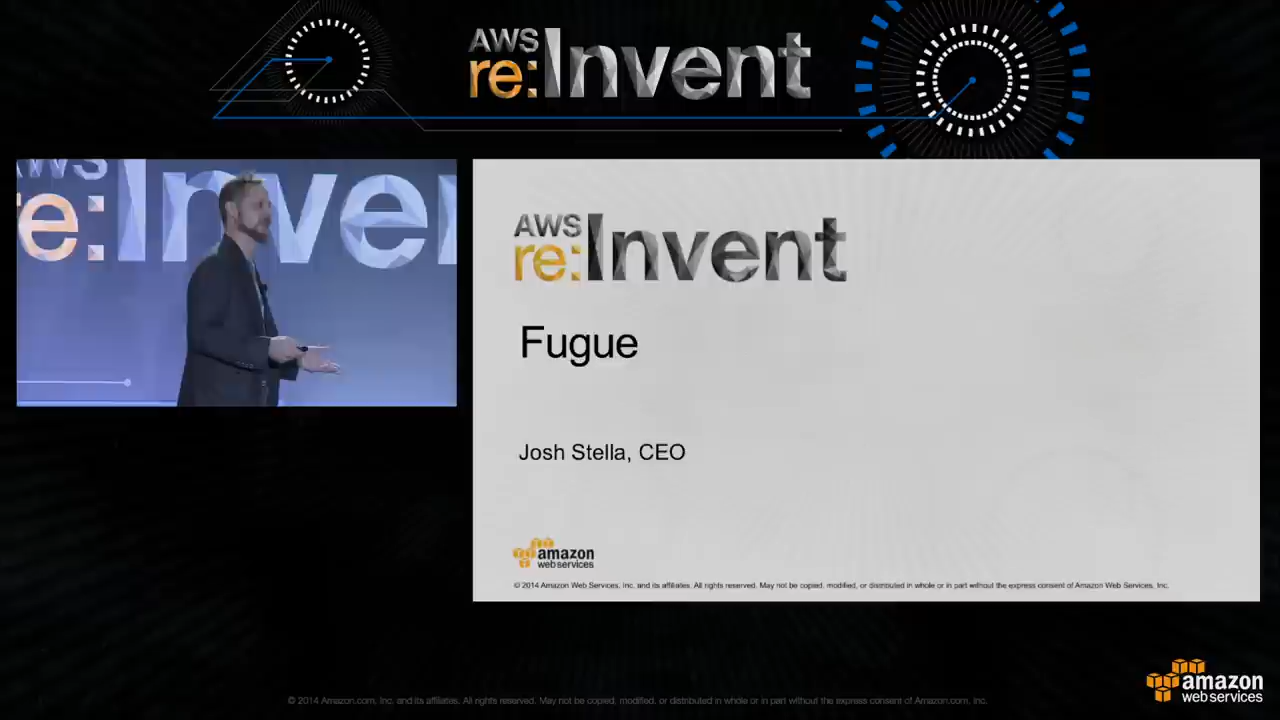 AWS
re:Invent
AWS
re:Inve
AWS
re:Invent
Fugue
Josh Stella, CEO
amazon
web services
© 2014 Amazon Web Services, Inc. and its affiliates. All rights reserved. May not be copied, modified, or distributed in whole or in part without the express consent of Amazon Web Services, Inc.
© 2014 Amazon.com, Inc. and its affiliates. All rights reserved. May not be copied, modified or distributed in whole or in part without the express consent of Amazon.com, Inc.
amazon
web services